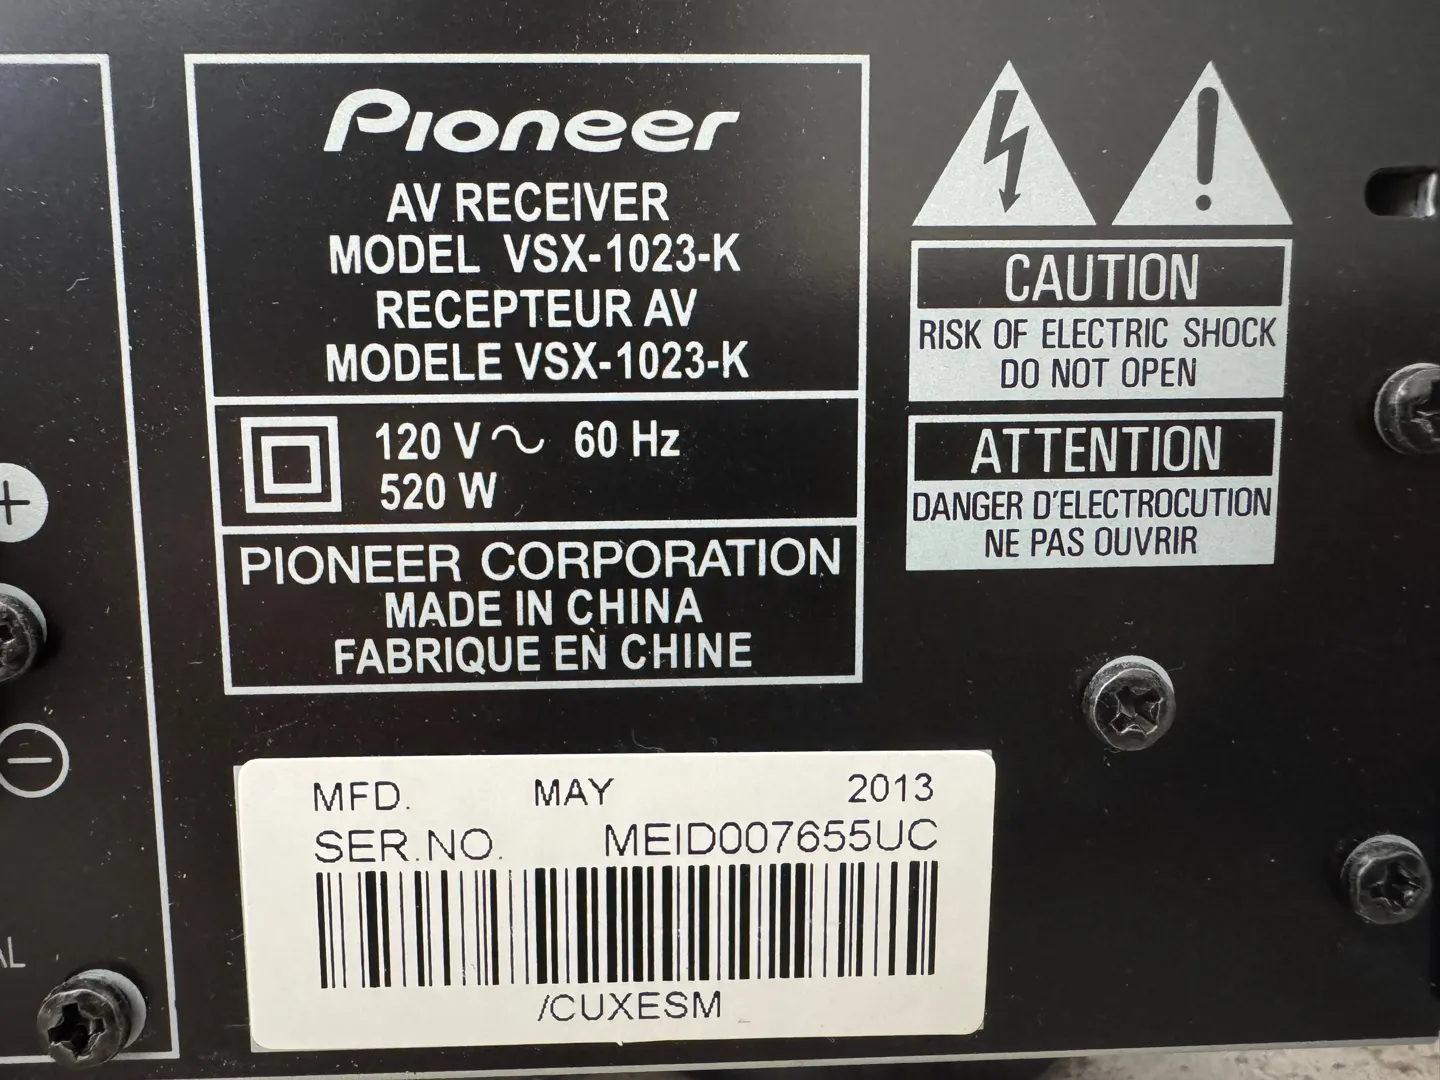 Pioneer
AV RECEIVER
MODEL VSX-1023-K
RECEPTEUR AV
MODELE VSX-1023-K
120 V ~ 60 Hz
520 W
PIONEER CORPORATION
MADE IN CHINA
FABRIQUE EN CHINE
CAUTION
RISK OF ELECTRIC SHOCK
DO NOT OPEN
ATTENTION
DANGER D'ELECTROCUTION
NE PAS OUVRIR
MFD. MAY 2013
SER.NO. MEID007655UC
/CUXESM